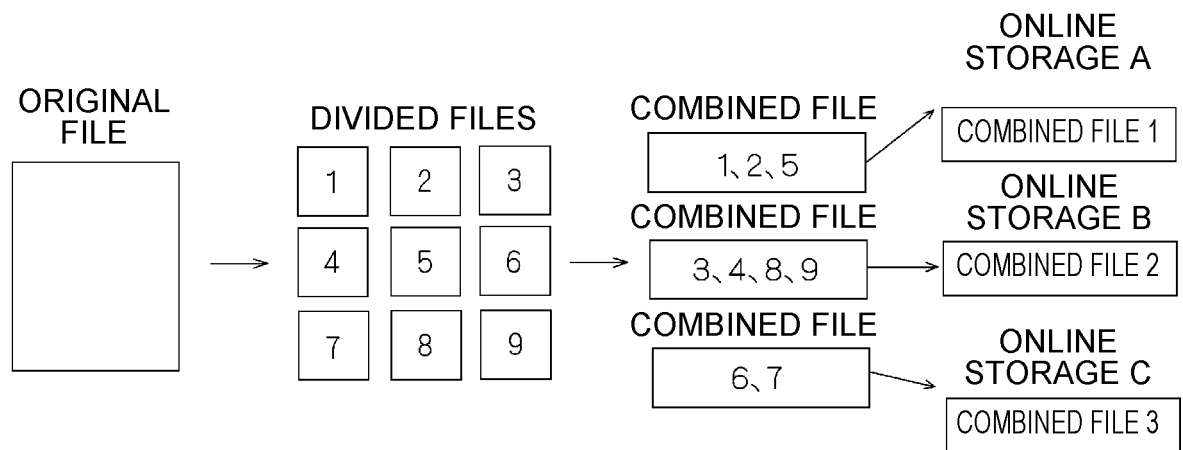 ORIGINAL
FILE
DIVIDED FILES
1
2
3
4
5
6
7
8
9
COMBINED FILE
1、2、5
COMBINED FILE
3、4、8、9
COMBINED FILE
6、7
ONLINE
STORAGE A
COMBINED FILE 1
ONLINE
STORAGE B
COMBINED FILE 2
ONLINE
STORAGE C
COMBINED FILE 3